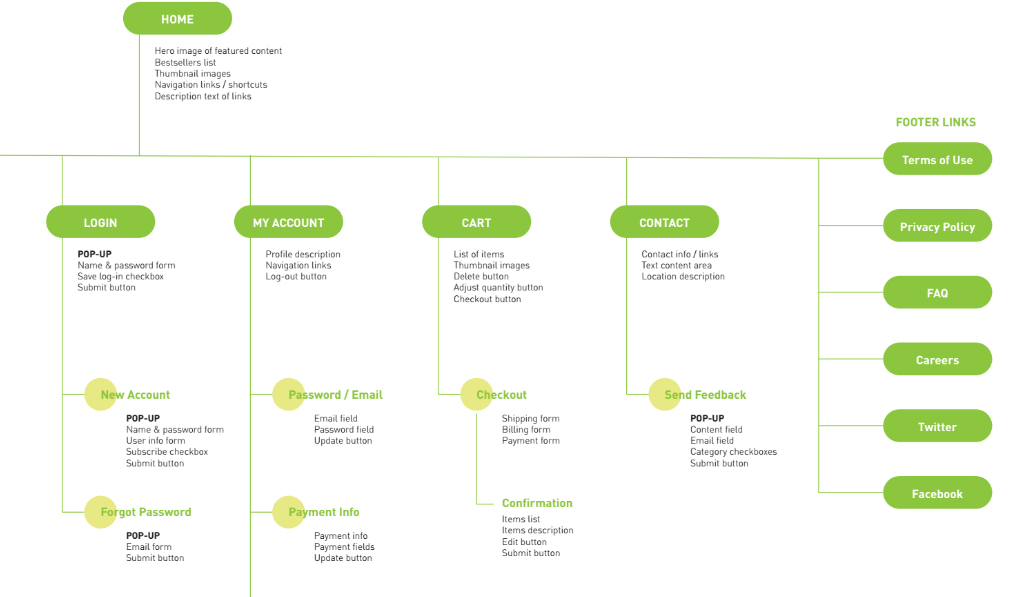 HOME
Hero image of featured content
Bestsellers list
Thumbnail images
Navigation links / shortcuts
Description text of links
FOOTER LINKS
Terms of Use
Privacy Policy
FAQ
Careers
Twitter
Facebook
LOGIN
POP-UP
Name & password form
Save log-in checkbox
Submit button
New Account
POP-UP
Name & password form
User info form
Subscribe checkbox
Submit button
Forgot Password
POP-UP
Email form
Submit button
MY ACCOUNT
Profile description
Navigation links
Log-out button
Password / Email
Email field
Password field
Update button
Payment Info
Payment info
Payment fields
Update button
CART
List of items
Thumbnail images
Delete button
Adjust quantity button
Checkout button
Checkout
Shipping form
Billing form
Payment form
Confirmation
Items list
Items description
Edit button
Submit button
CONTACT
Contact info / links
Text content area
Location description
Send Feedback
POP-UP
Content field
Email field
Category checkboxes
Submit button